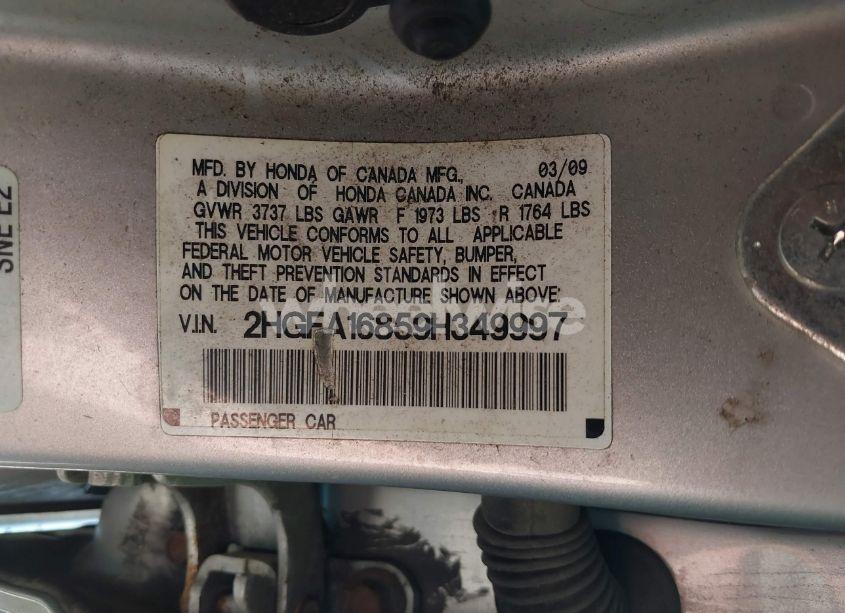 MFD. BY HONDA OF CANADA MFG., 03/09
A DIVISION OF HONDA CANADA INC. CANADA
GVWR 3737 LBS GAWR F 1973 LBS R 1764 LBS
THIS VEHICLE CONFORMS TO ALL APPLICABLE
FEDERAL MOTOR VEHICLE SAFETY, BUMPER,
AND THEFT PREVENTION STANDARDS IN EFFECT
ON THE DATE OF MANUFACTURE SHOWN ABOVE:
V.I.N. 2HGFA16859H349997
PASSENGER CAR